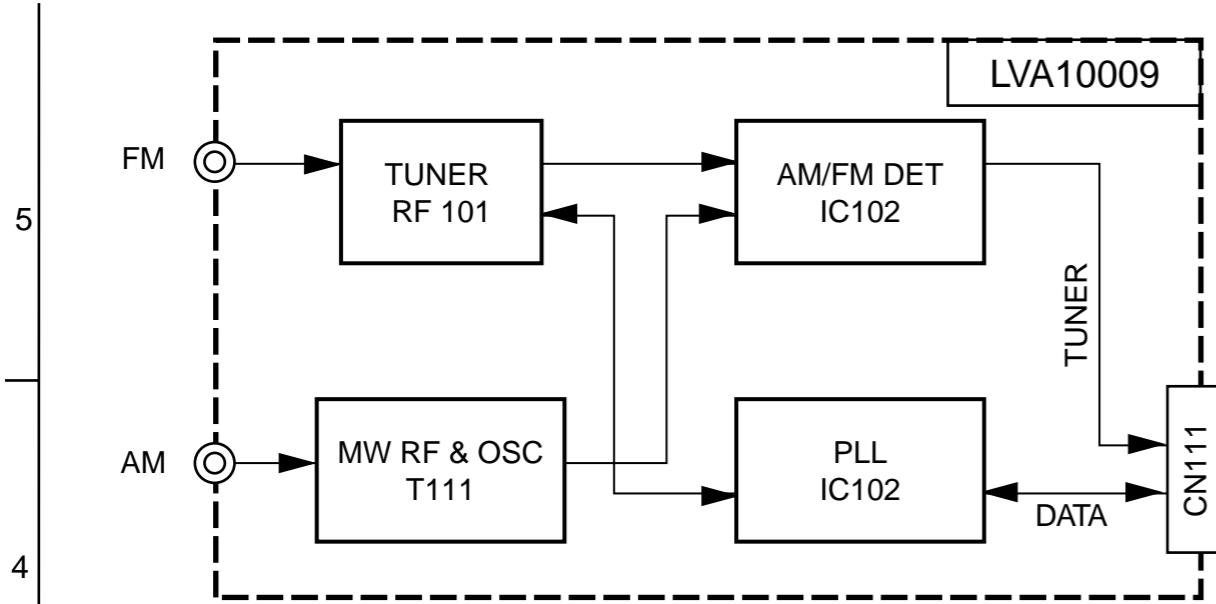 LVA10009
FM
TUNER
RF 101
AM/FM DET
IC102
5
TUNER
AM
MW RF & OSC
T111
PLL
IC102
DATA
CN111
4